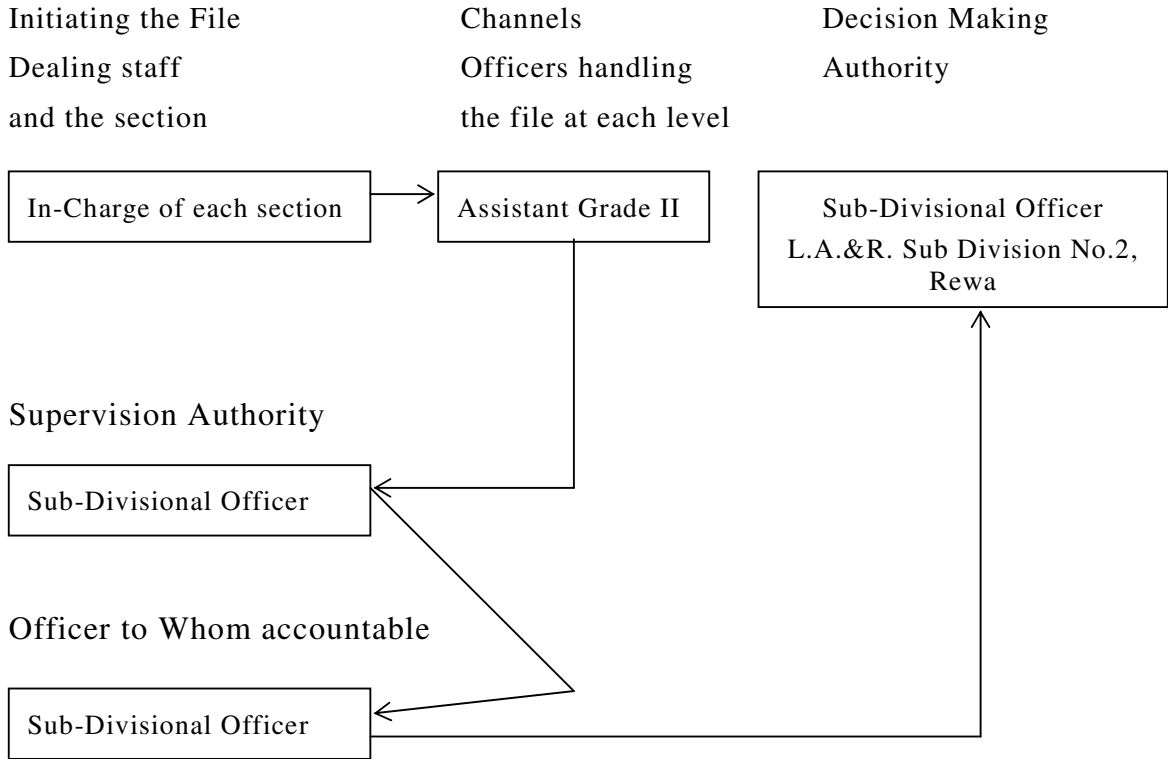 Initiating the File
Dealing staff
and the section
Channels
Officers handling
the file at each level
Decision Making
Authority
In-Charge of each section
Assistant Grade II
Sub-Divisional Officer
L.A.&R. Sub Division No.2,
Rewa
Supervision Authority
Sub-Divisional Officer
Officer to Whom accountable
Sub-Divisional Officer